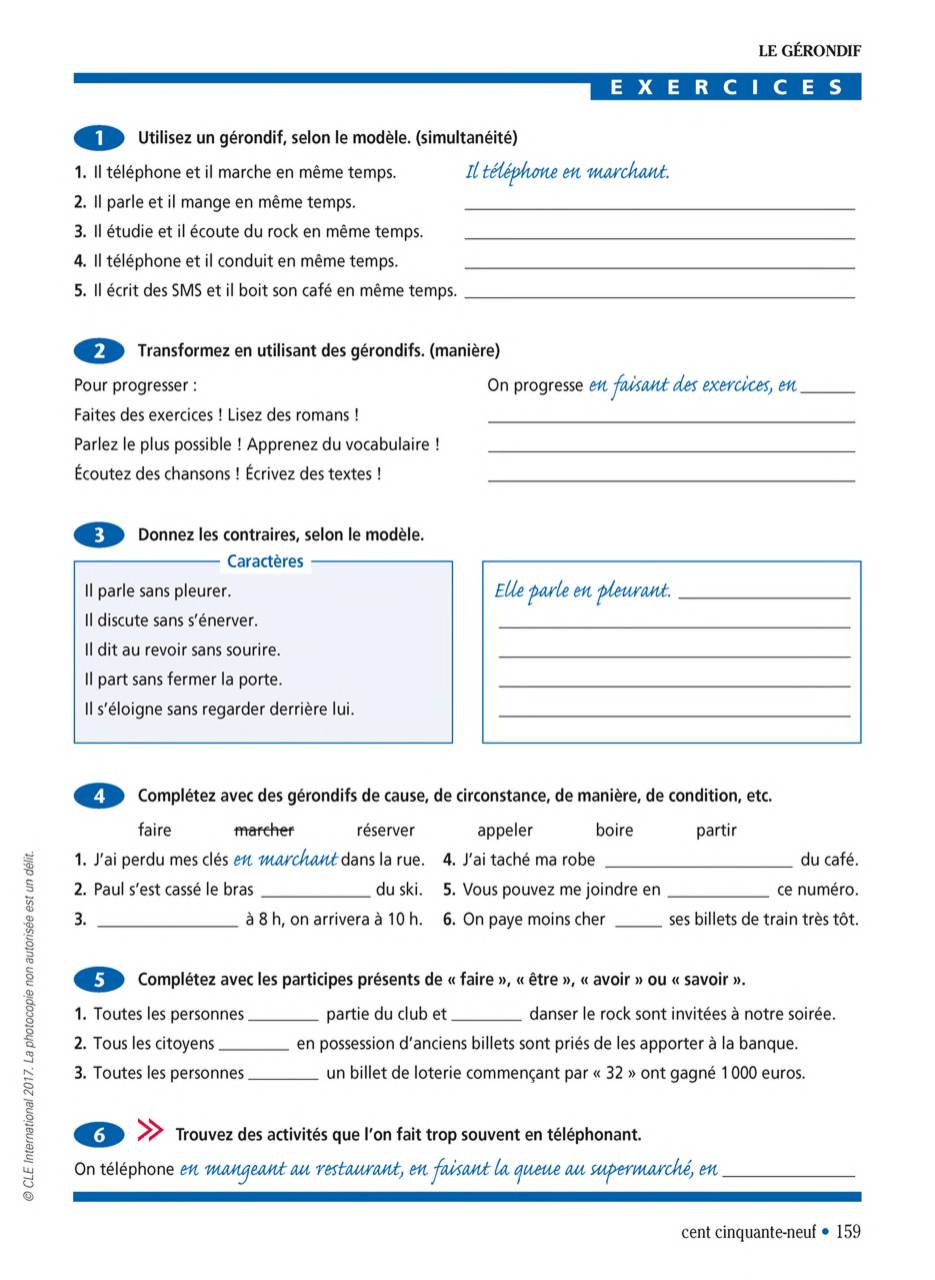 LE GÉRONDIF
EXERCICES
1 Utilisez un gérondif, selon le modèle. (simultanéité)
1. Il téléphone et il marche en même temps. Il téléphone en marchant.
2. Il parle et il mange en même temps.
3. Il étudie et il écoute du rock en même temps.
4. Il téléphone et il conduit en même temps.
5. Il écrit des SMS et il boit son café en même temps.
2 Transformez en utilisant des gérondifs. (manière)
Pour progresser : On progresse en faisant des exercices, en ______
Faites des exercices ! Lisez des romans !
Parlez le plus possible ! Apprenez du vocabulaire !
Écoutez des chansons ! Écrivez des textes !
3 Donnez les contraires, selon le modèle.
Caractères
Il parle sans pleurer. Elle parle en pleurant.
Il discute sans s'énerver.
Il dit au revoir sans sourire.
Il part sans fermer la porte.
Il s'éloigne sans regarder derrière lui.
4 Complétez avec des gérondifs de cause, de circonstance, de manière, de condition, etc.
faire marcher réserver appeler boire partir
1. J'ai perdu mes clés en marchant dans la rue. 4. J'ai taché ma robe ______ du café.
2. Paul s'est cassé le bras ______ du ski. 5. Vous pouvez me joindre en ______ ce numéro.
3. ______ à 8 h, on arrivera à 10 h. 6. On paye moins cher ______ ses billets de train très tôt.
5 Complétez avec les participes présents de « faire », « être », « avoir » ou « savoir ».
1. Toutes les personnes ______ partie du club et ______ danser le rock sont invitées à notre soirée.
2. Tous les citoyens ______ en possession d'anciens billets sont priés de les apporter à la banque.
3. Toutes les personnes ______ un billet de loterie commençant par « 32 » ont gagné 1 000 euros.
6 Trouvez des activités que l'on fait trop souvent en téléphonant.
On téléphone en mangeant au restaurant, en faisant la queue au supermarché, en ______
© CLE International 2017. La photocopie non autorisée est un délit.
cent cinquante-neuf • 159